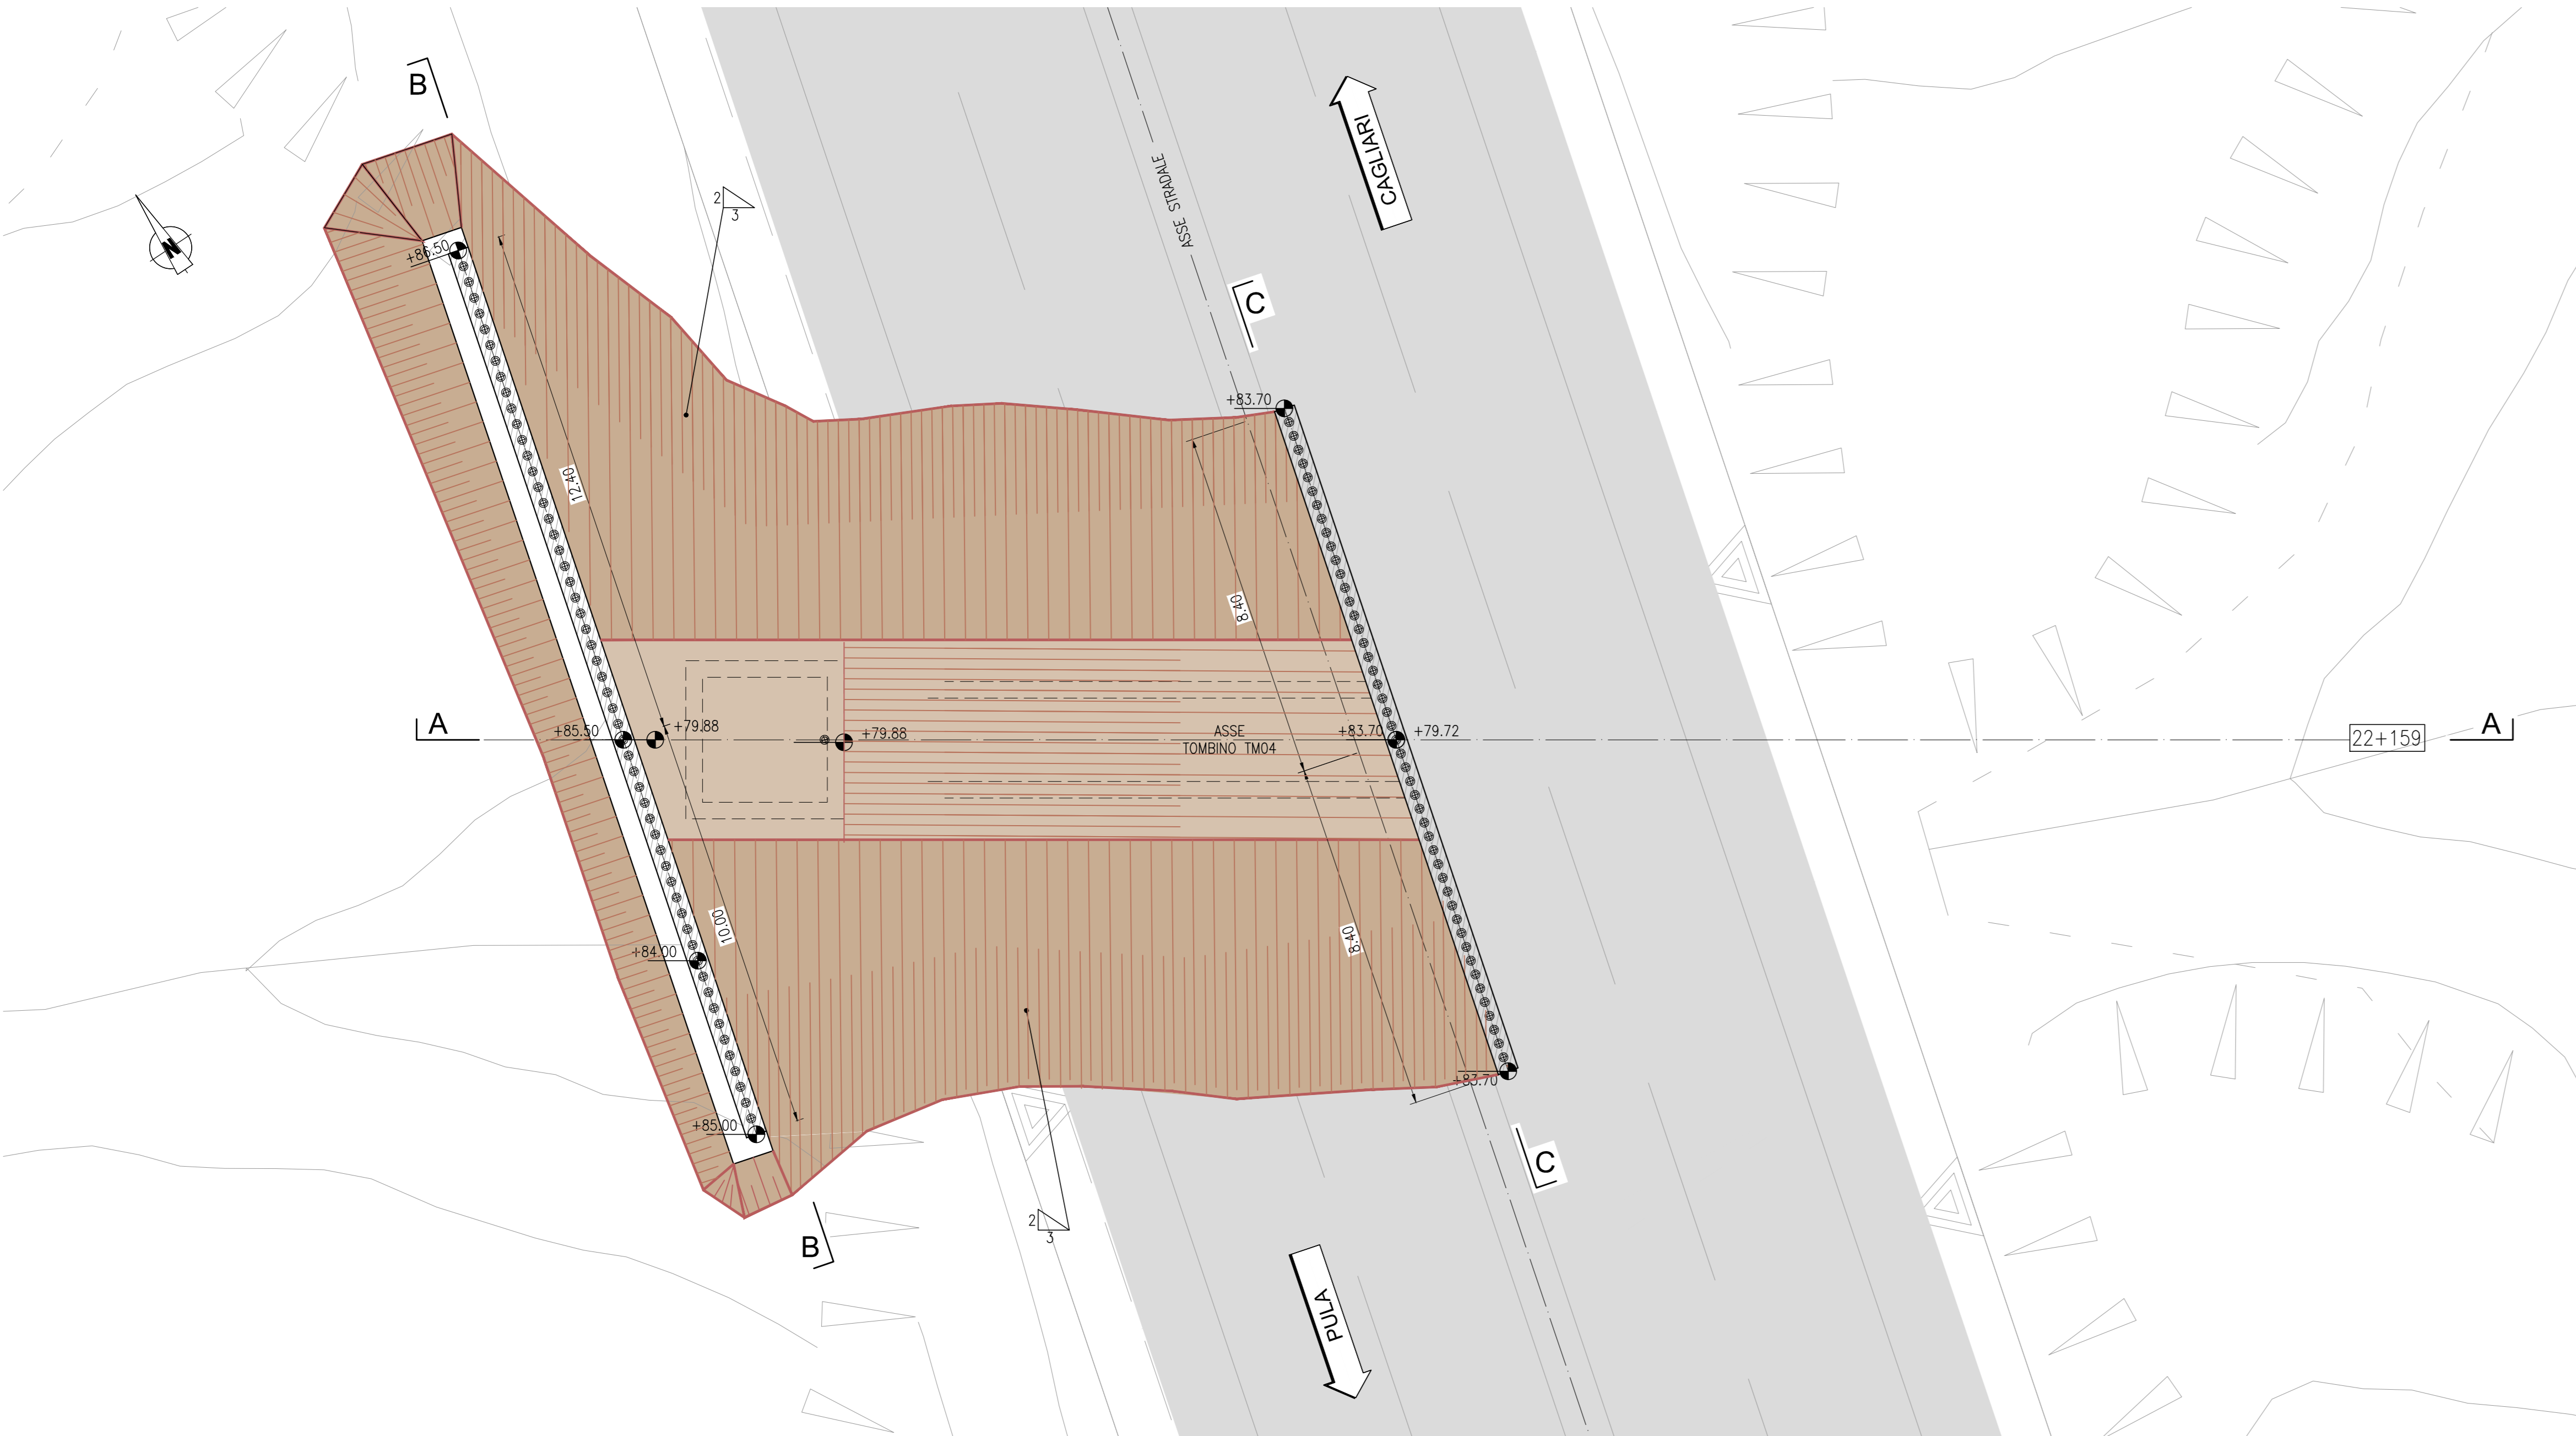 B
CAGLIARI
ASSE STRADALE
2
3
N
+86.50
C
+83.70
12.40
8.40
A
+85.50
+79.88
+79.88
ASSE
TOMBINO TM04
+83.70
+79.72
22+159
A
10.00
8.40
+84.00
+83.70
+85.00
C
2
3
B
PULA